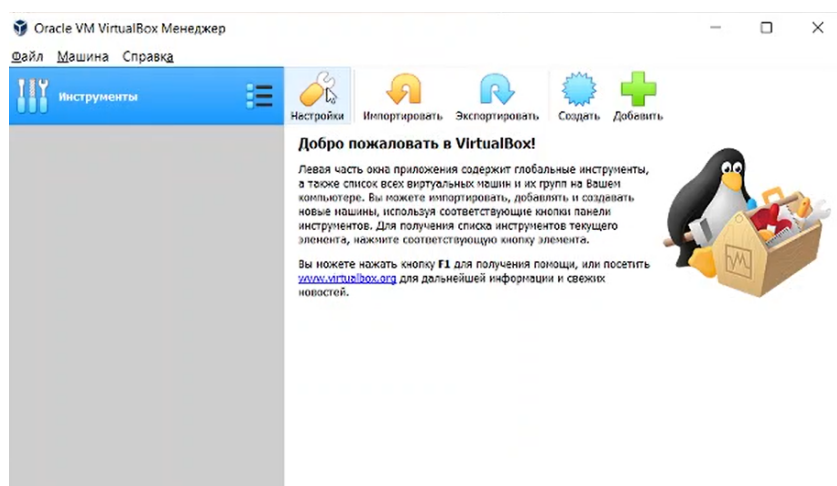 Oracle VM VirtualBox Менеджер
Файл Машина Справка
Инструменты
Настройки Импортировать Экспортировать Создать Добавить
Добро пожаловать в VirtualBox!
Левая часть окна приложения содержит глобальные инструменты,
а также список всех виртуальных машин и их групп на Вашем
компьютере. Вы можете импортировать, добавлять и создавать
новые машины, используя соответствующие кнопки панели
инструментов. Для получения списка инструментов текущего
элемента, нажмите соответствующую кнопку элемента.
Вы можете нажать кнопку F1 для получения помощи, или посетить
www.virtualbox.org для дальнейшей информации и свежих
новостей.